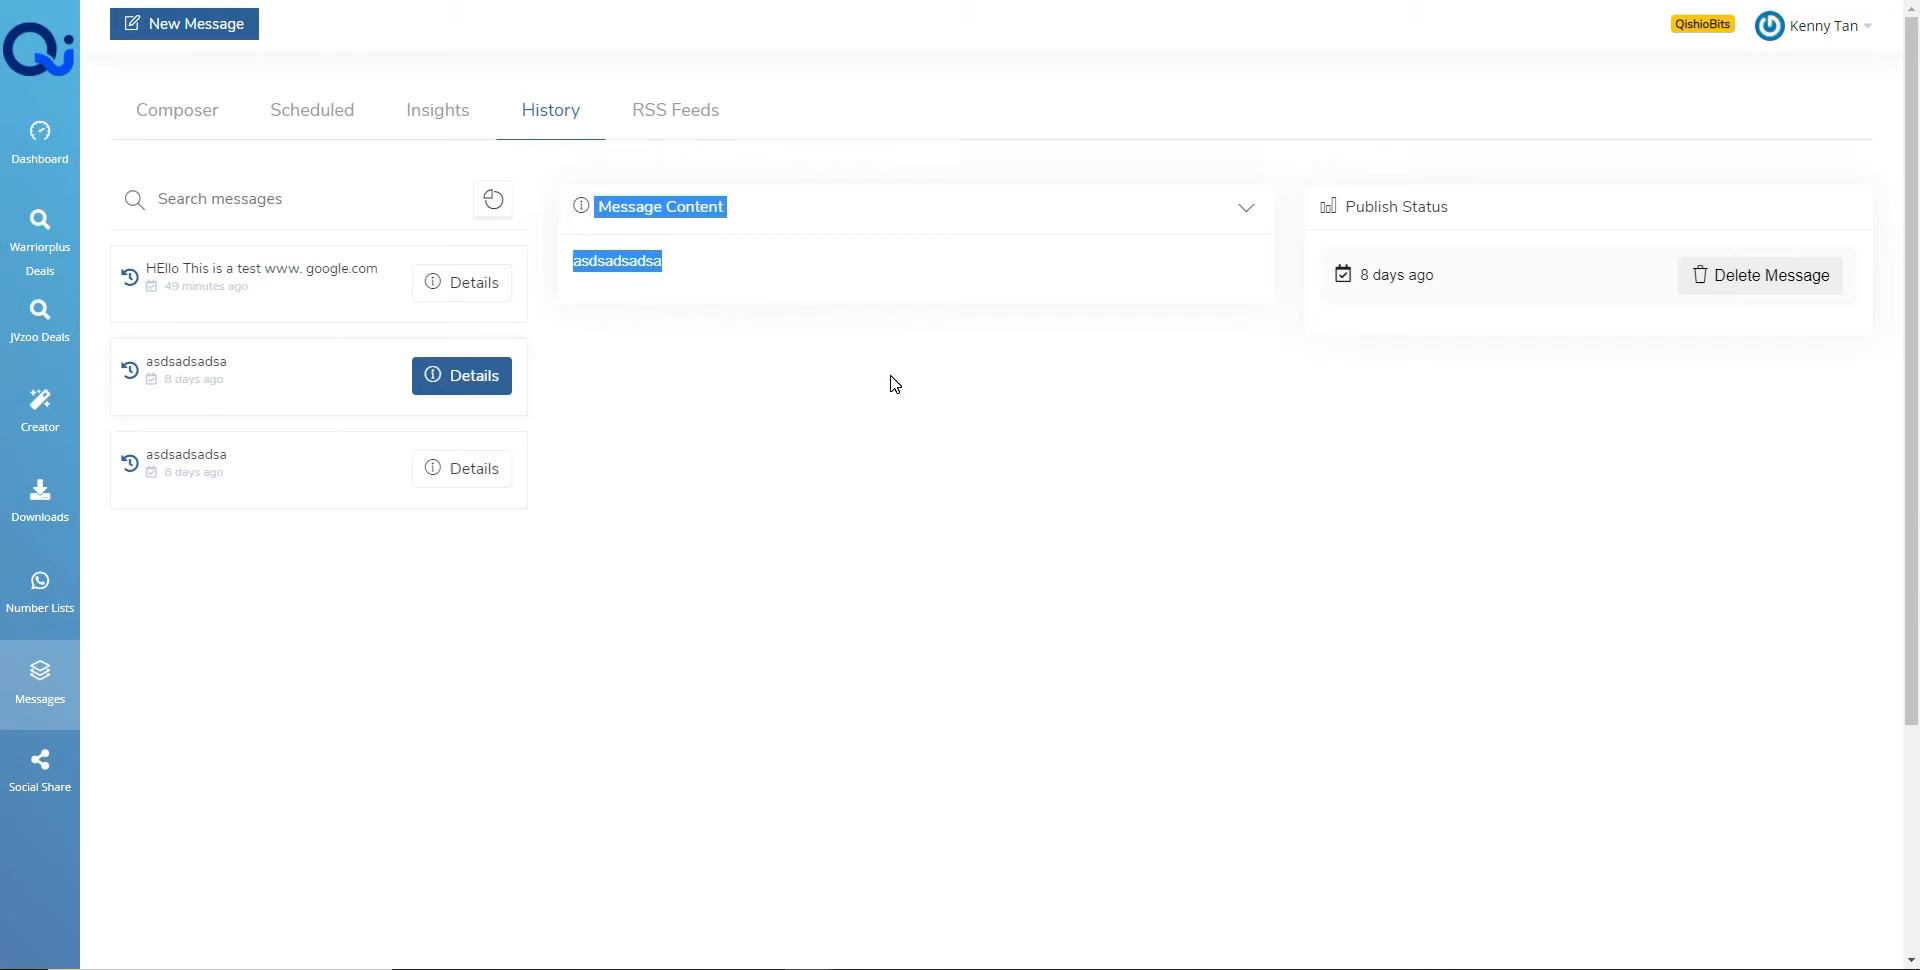 New Message
QishioBits
Kenny Tan
Qi
Composer
Scheduled
Insights
History
RSS Feeds
Dashboard
Warriorplus
Deals
JVzoo Deals
Creator
Downloads
Number Lists
Messages
Social Share
Search messages
HEllo This is a test www. google.com
49 minutes ago
Details
asdsadsadsa
8 days ago
Details
asdsadsadsa
8 days ago
Details
Message Content
asdsadsadsa
Publish Status
8 days ago
Delete Message